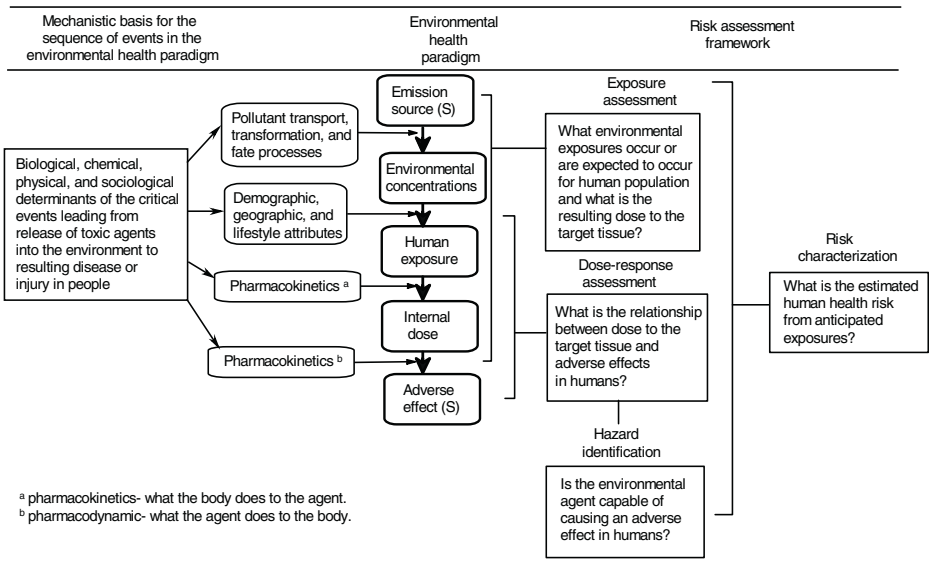 Mechanistic basis for the
sequence of events in the
environmental health paradigm
Environmental
health
paradigm
Risk assessment
framework
Biological, chemical,
physical, and sociological
determinants of the critical
events leading from
release of toxic agents
into the environment to
resulting disease or
injury in people
Pollutant transport,
transformation, and
fate processes
Demographic,
geographic, and
lifestyle attributes
Pharmacokinetics a
Pharmacokinetics b
Emission
source (S)
Environmental
concentrations
Human
exposure
Internal
dose
Adverse
effect (S)
Exposure
assessment
What environmental
exposures occur or
are expected to occur
for human population
and what is the
resulting dose to the
target tissue?
Dose-response
assessment
What is the relationship
between dose to the
target tissue and
adverse effects
in humans?
Hazard
identification
Is the environmental
agent capable of
causing an adverse
effect in humans?
Risk
characterization
What is the estimated
human health risk
from anticipated
exposures?
a pharmacokinetics- what the body does to the agent.
b pharmacodynamic- what the agent does to the body.